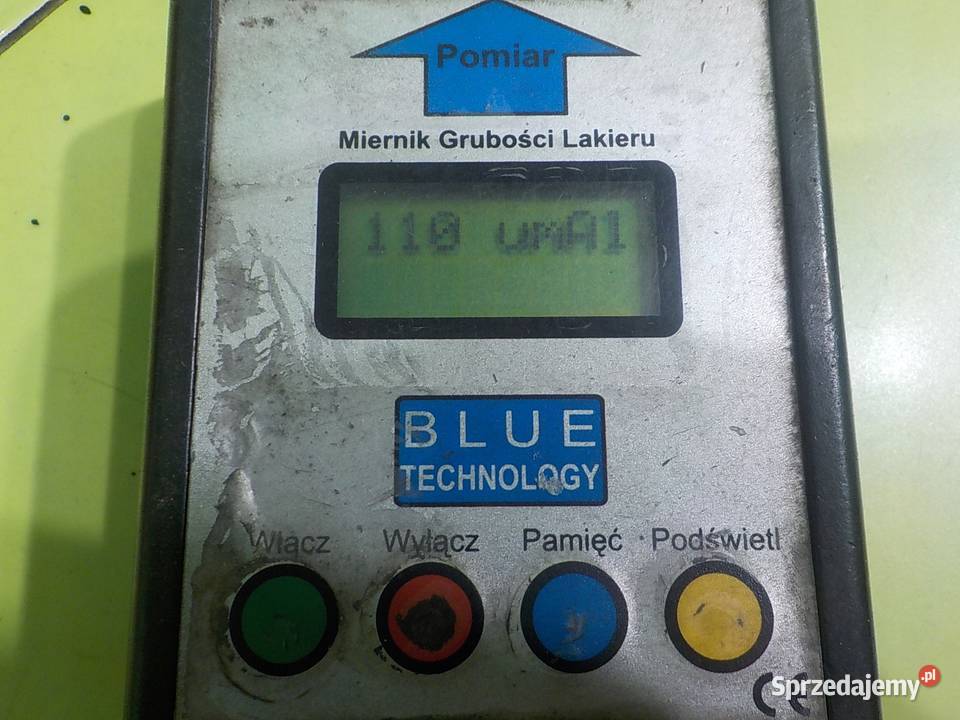 Pomiar
Miernik Grubości Lakieru
110 umAl
BLUE
TECHNOLOGY
Włącz Wyłącz Pamięć Podświetl
CE
Sprzedajemy.pl